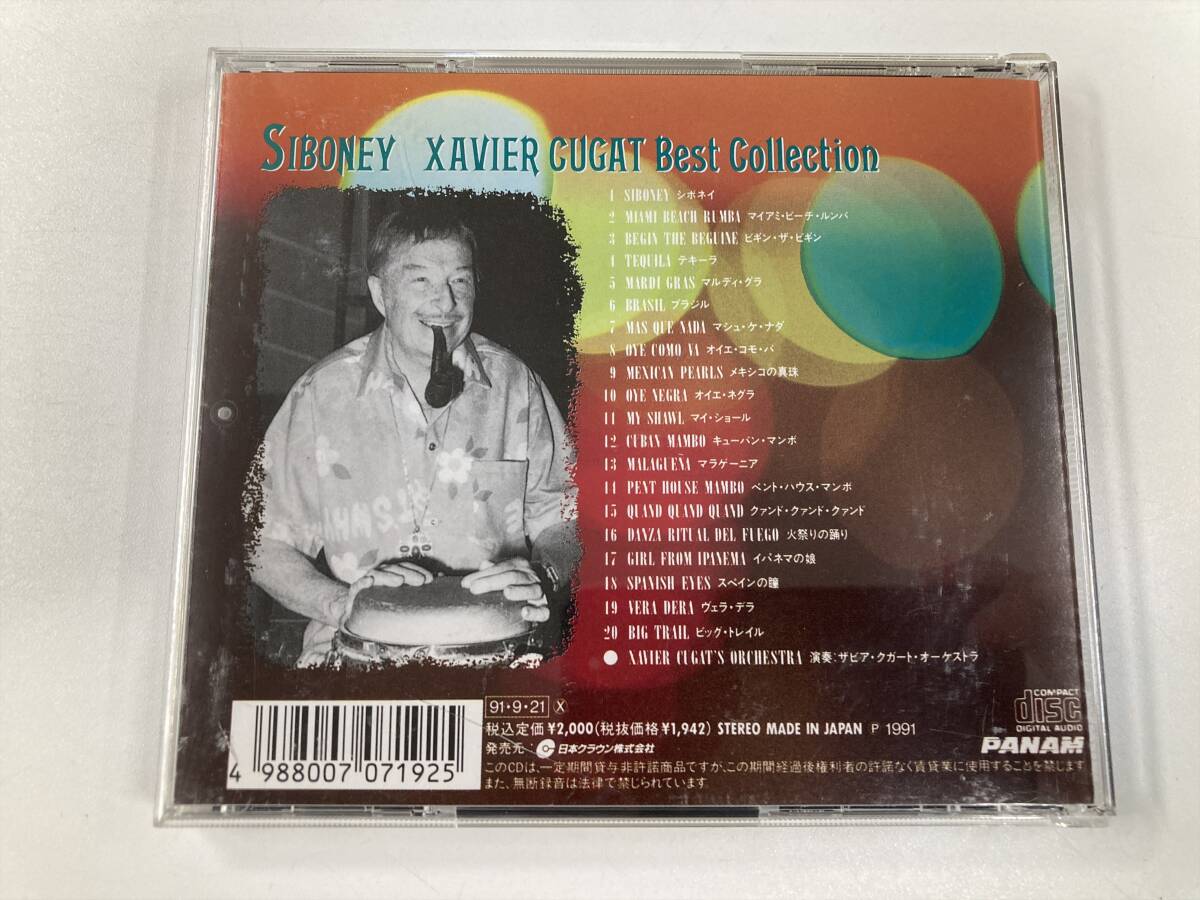 SIBONEY XAVIER CUGAT Best Collection
1 SIBONEY シボネイ
2 MIAMI BEACH RUMBA マイアミ・ビーチ・ルンバ
3 BEGIN THE BEGUINE ビギン・ザ・ビギン
4 TEQUILA テキーラ
5 MARDI GRAS マルディ・グラ
6 BRASIL ブラジル
7 MAS QUE NADA マシュ・ケ・ナダ
8 OYE COMO VA オイエ・コモ・バ
9 MEXICAN PEARLS メキシコの真珠
10 OYE NEGRA オイエ・ネグラ
11 MY SHAWL マイ・ショール
12 CUBAN MAMBO キューバン・マンボ
13 MALAGUEÑA マラゲーニア
14 PENT HOUSE MAMBO ペント・ハウス・マンボ
15 QUAND QUAND QUAND クァンド・クァンド・クァンド
16 DANZA RITUAL DEL FUEGO 火祭りの踊り
17 GIRL FROM IPANEMA イパネマの娘
18 SPANISH EYES スペインの瞳
19 VERA DERA ヴェラ・デラ
20 BIG TRAIL ビッグ・トレイル
● XAVIER CUGAT'S ORCHESTRA 演奏:ザビア・クガート・オーケストラ
91・9・21 X
税込定価¥2,000(税抜価格¥1,942) STEREO MADE IN JAPAN P 1991
発売元: 日本クラウン株式会社
このCDは、一定期間貸与非許諾商品ですが、この期間経過後権利者の許諾なく賃貸業に使用することを禁じます
また、無断録音は法律で禁じられています
4 988007 071925
COMPACT
disc
DIGITAL AUDIO
PANAM